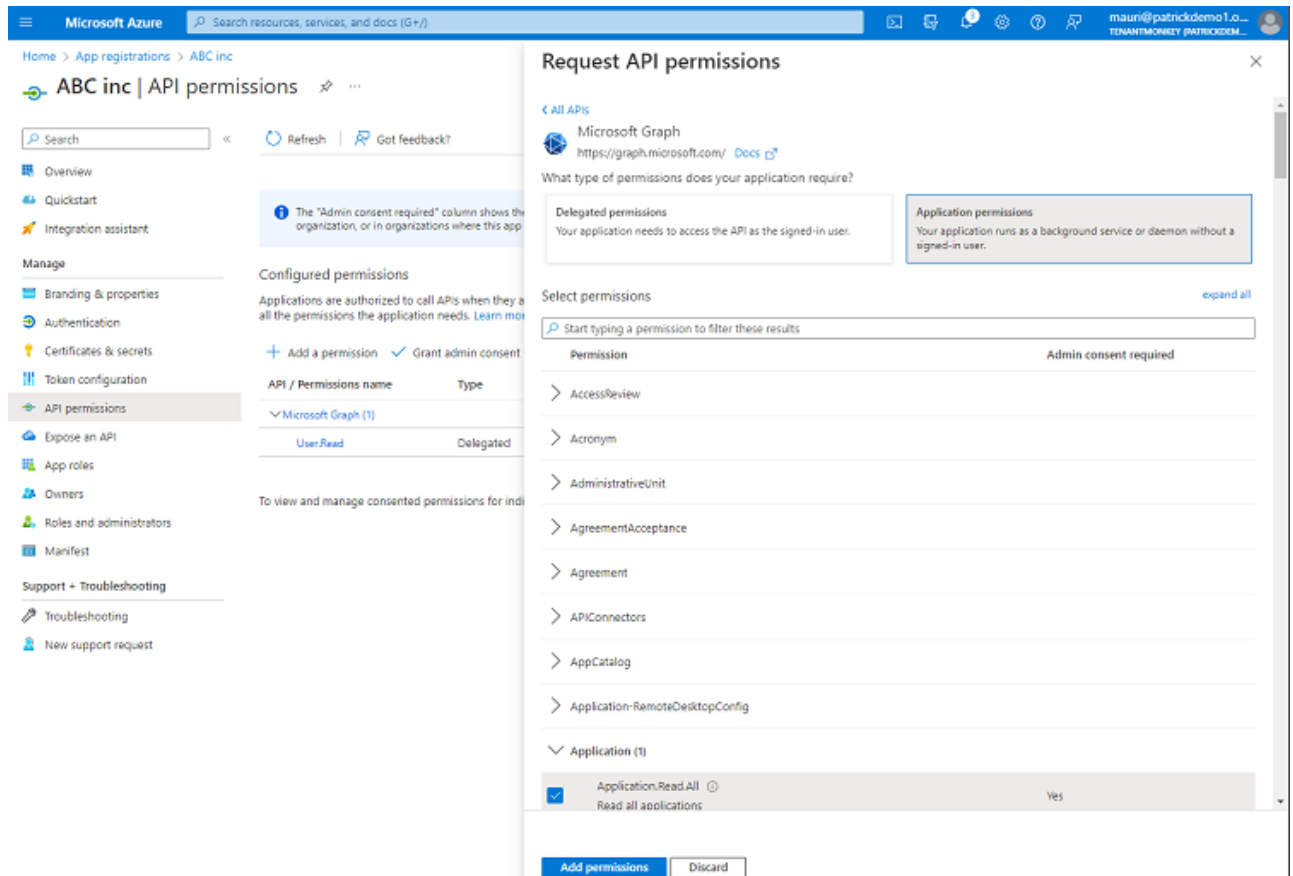 Microsoft Azure
Search resources, services, and docs (G+/)
mauri@patrickdemo1.o...
TENANTMONKEY (PATRICKDEM...
Home > App registrations > ABC inc
ABC inc | API permissions
Search
Overview
Quickstart
Integration assistant
Manage
Branding & properties
Authentication
Certificates & secrets
Token configuration
API permissions
Expose an API
App roles
Owners
Roles and administrators
Manifest
Support + Troubleshooting
Troubleshooting
New support request
Refresh
Got feedback?
The "Admin consent required" column shows the
organization, or in organizations where this app
Configured permissions
Applications are authorized to call APIs when they a
all the permissions the application needs. Learn mo
Add a permission
Grant admin consent
API / Permissions name Type
Microsoft Graph (1)
User.Read Delegated
To view and manage consented permissions for indi
Request API permissions
All APIs
Microsoft Graph
https://graph.microsoft.com/ Docs
What type of permissions does your application require?
Delegated permissions
Your application needs to access the API as the signed-in user.
Application permissions
Your application runs as a background service or daemon without a
signed-in user.
Select permissions
expand all
Start typing a permission to filter these results
Permission Admin consent required
AccessReview
Acronym
AdministrativeUnit
AgreementAcceptance
Agreement
APIConnectors
AppCatalog
Application-RemoteDesktopConfig
Application (1)
Application.Read.All
Read all applications
Yes
Add permissions
Discard